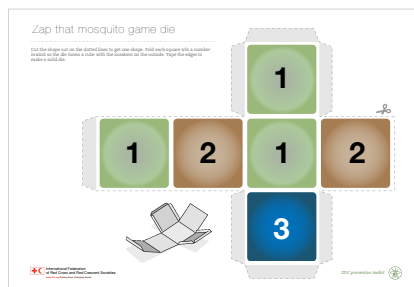 Zap that mosquito game die
Cut the shape out on the dotted lines to get one shape. Fold each square with a number
inward so the die forms a cube with the numbers on the outside. Tape the edges to
make a solid die.
1
1
2
1
2
3
International Federation
of Red Cross and Red Crescent Societies